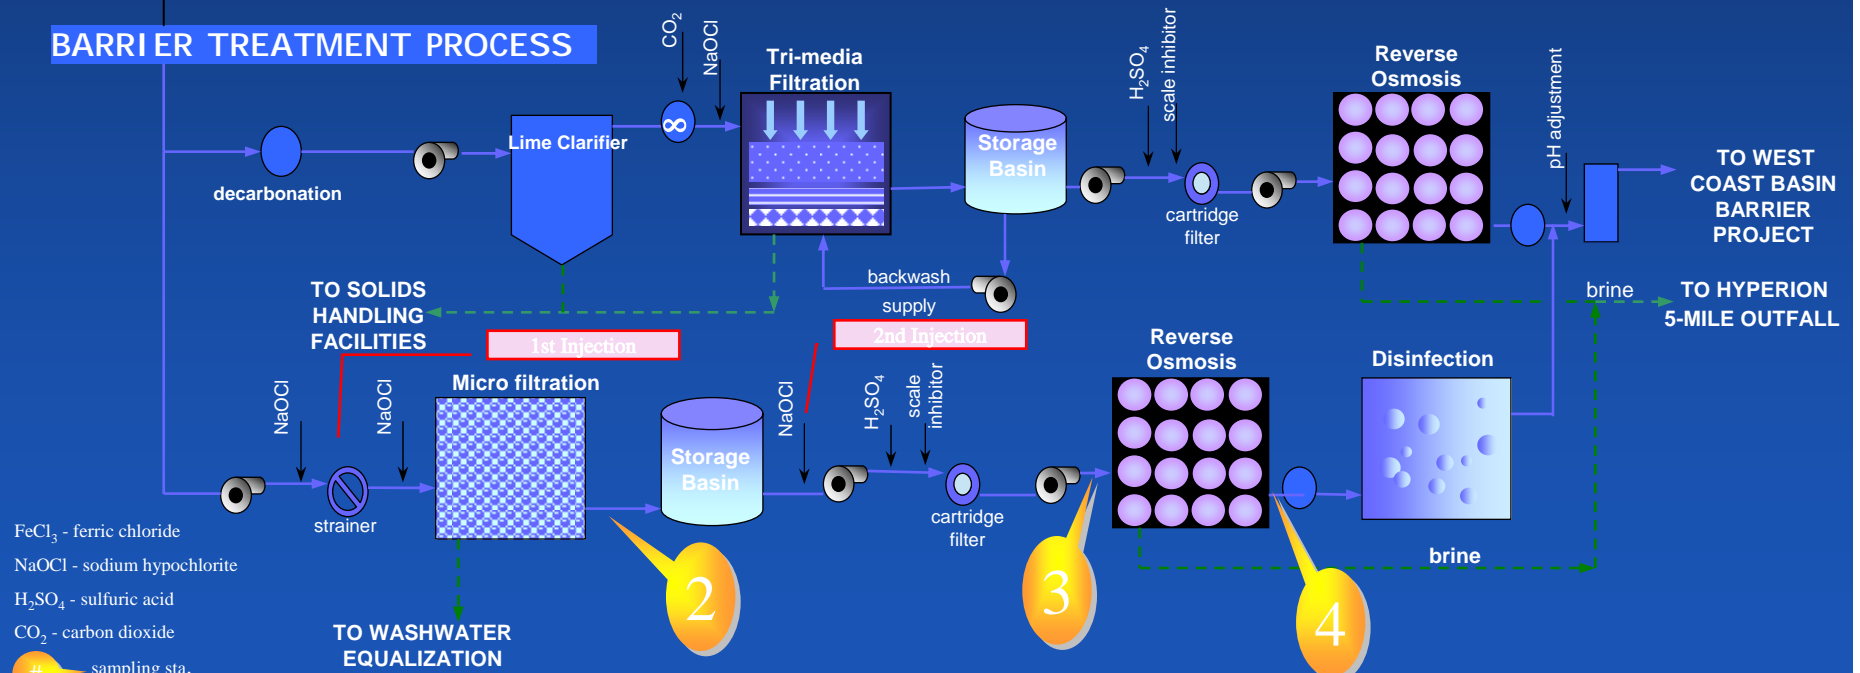 BARRIER TREATMENT PROCESS
CO2
NaOCl
Tri-media
Filtration
H2SO4
scale inhibitor
Reverse
Osmosis
pH adjustment
Lime Clarifier
∞
Storage
Basin
decarbonation
cartridge
filter
TO WEST
COAST BASIN
BARRIER
PROJECT
backwash
supply
TO SOLIDS
HANDLING
FACILITIES
brine
TO HYPERION
5-MILE OUTFALL
1st Injection
2nd Injection
Reverse
Osmosis
Disinfection
Micro filtration
NaOCl
NaOCl
NaOCl
H2SO4
scale
inhibitor
Storage
Basin
strainer
cartridge
filter
brine
2
3
4
FeCl3 - ferric chloride
NaOCl - sodium hypochlorite
H2SO4 - sulfuric acid
CO2 - carbon dioxide
# - sampling sta.
TO WASHWATER
EQUALIZATION